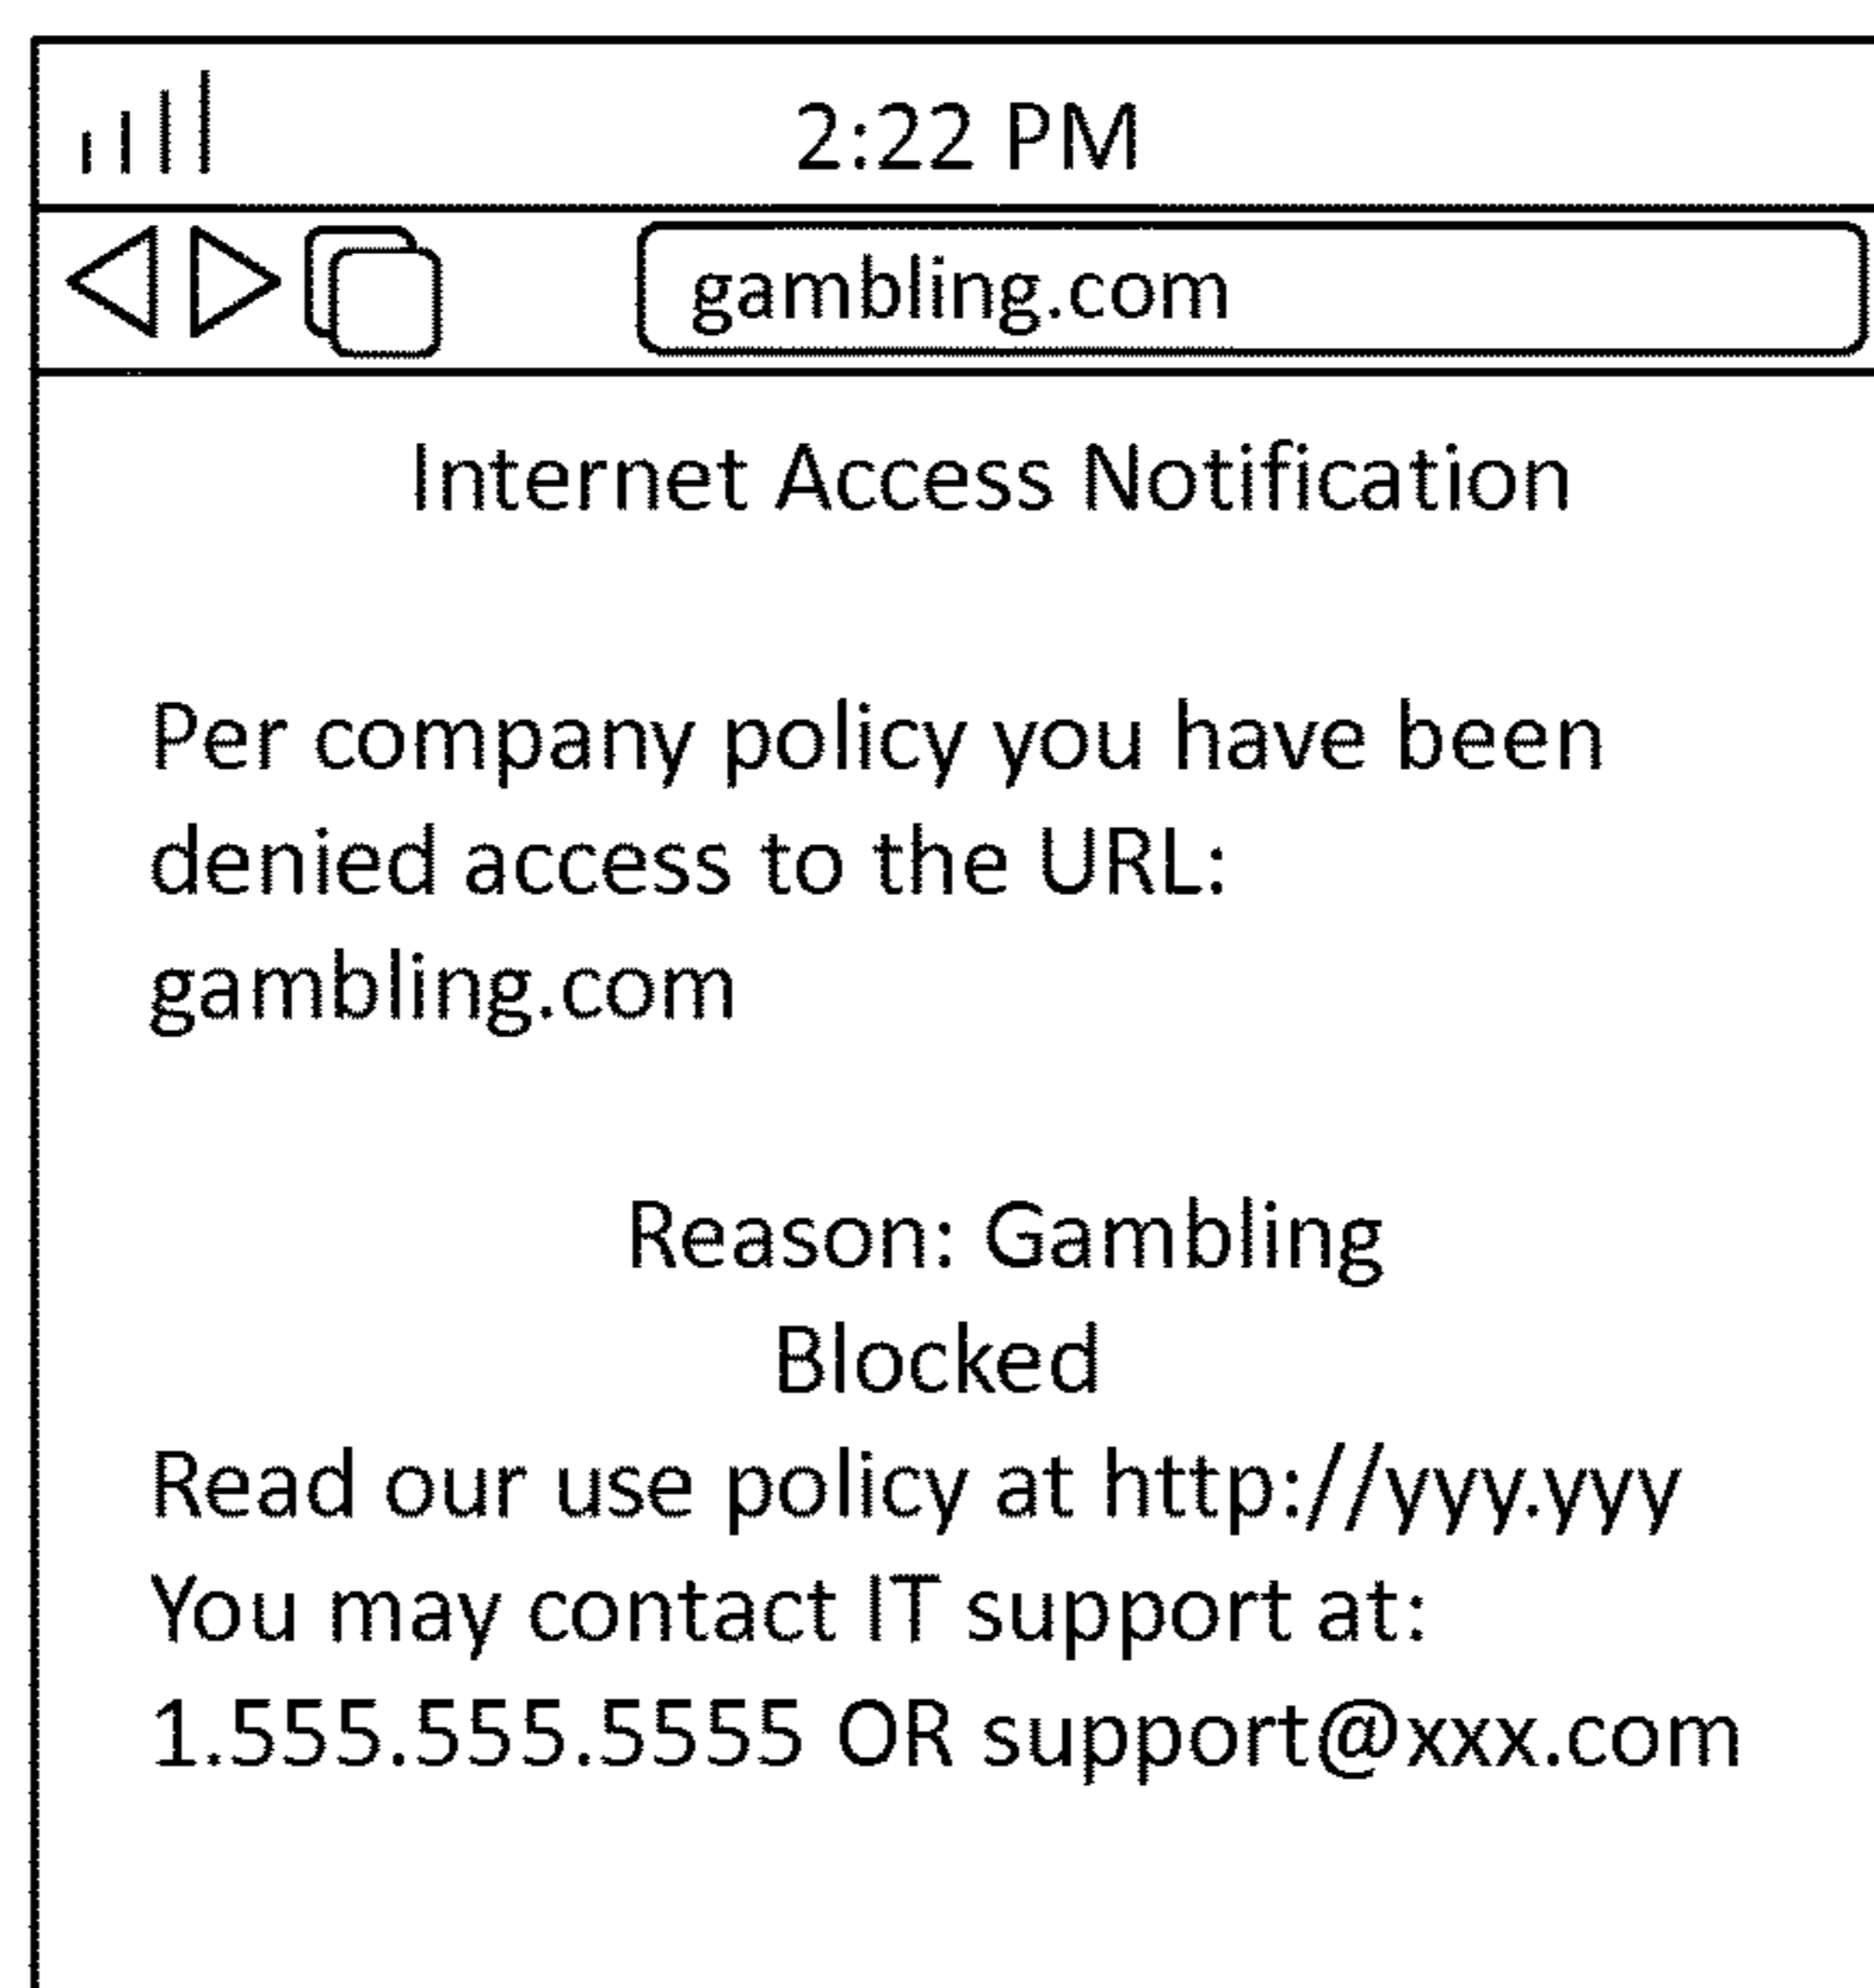 2:22 PM
gambling.com
Internet Access Notification
Per company policy you have been
denied access to the URL:
gambling.com
Reason: Gambling
Blocked
Read our use policy at http://yyy.yyy
You may contact IT support at:
1.555.555.5555 OR support@xxx.com